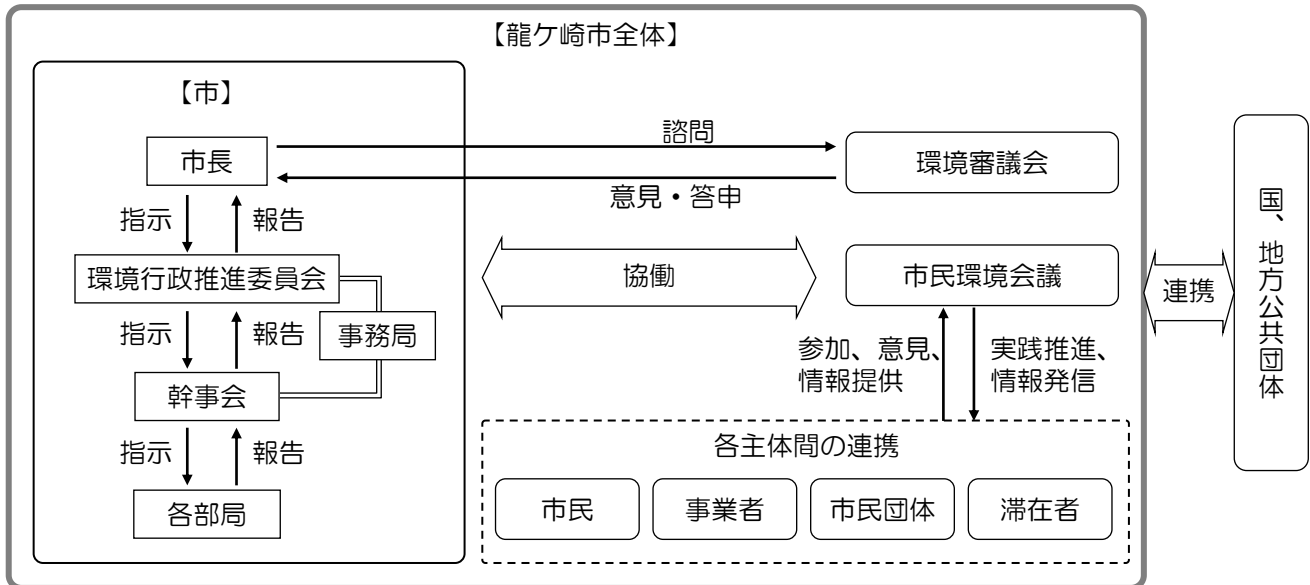 【龍ケ崎市全体】
【市】
市長
諮問
意見・答申
環境審議会
指示
報告
環境行政推進委員会
協働
市民環境会議
連携
国、地方公共団体
指示
報告
事務局
幹事会
参加、意見、
情報提供
実践推進、
情報発信
指示
報告
各部局
各主体間の連携
市民
事業者
市民団体
滞在者